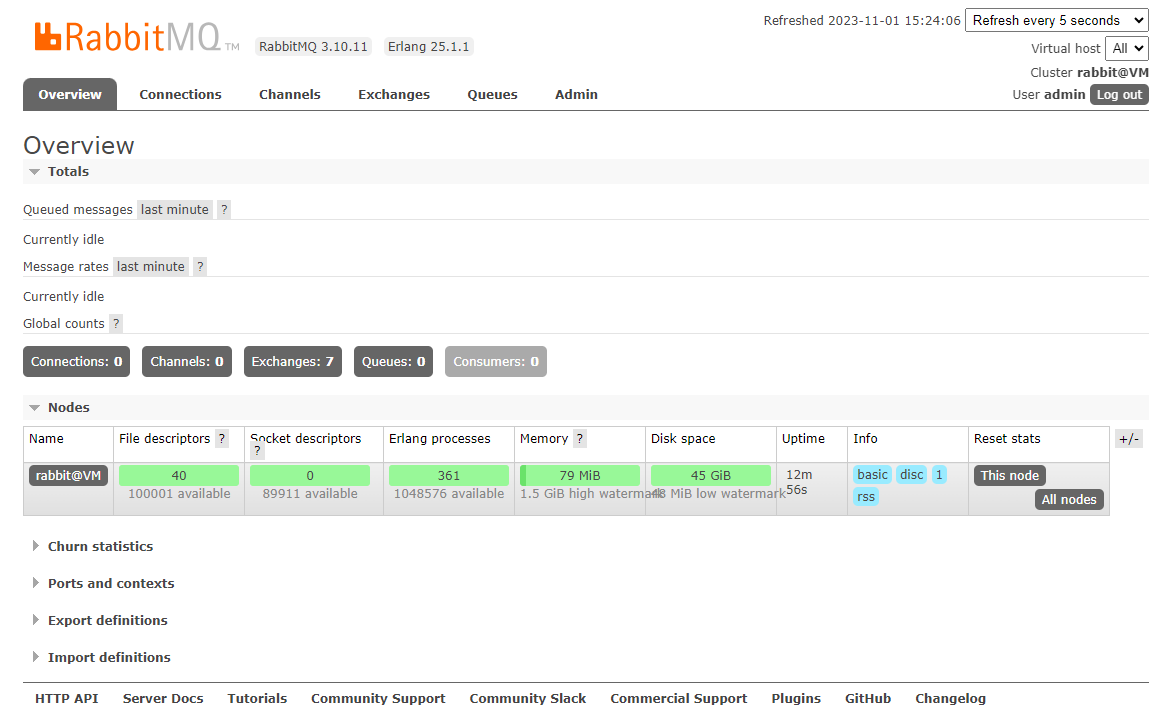 Refreshed 2023-11-01 15:24:06 Refresh every 5 seconds
RabbitMQ TM RabbitMQ 3.10.11 Erlang 25.1.1
Virtual host All
Cluster rabbit@VM
User admin Log out
Overview Connections Channels Exchanges Queues Admin
Overview
Totals
Queued messages last minute ?
Currently idle
Message rates last minute ?
Currently idle
Global counts ?
Connections: 0 Channels: 0 Exchanges: 7 Queues: 0 Consumers: 0
Nodes
Name File descriptors ? Socket descriptors ? Erlang processes Memory ? Disk space Uptime Info Reset stats +/-
rabbit@VM 40 0 361 79 MiB 45 GiB 12m 56s basic disc 1 rss This node
100001 available 89911 available 1048576 available 1.5 GiB high watermark 48 MiB low watermark All nodes
Churn statistics
Ports and contexts
Export definitions
Import definitions
HTTP API Server Docs Tutorials Community Support Community Slack Commercial Support Plugins GitHub Changelog